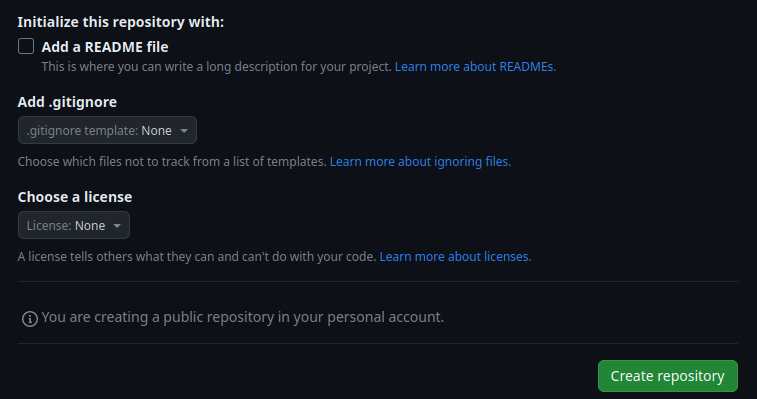 Initialize this repository with:
Add a README file
This is where you can write a long description for your project. Learn more about READMEs.
Add .gitignore
.gitignore template: None
Choose which files not to track from a list of templates. Learn more about ignoring files.
Choose a license
License: None
A license tells others what they can and can't do with your code. Learn more about licenses.
You are creating a public repository in your personal account.
Create repository